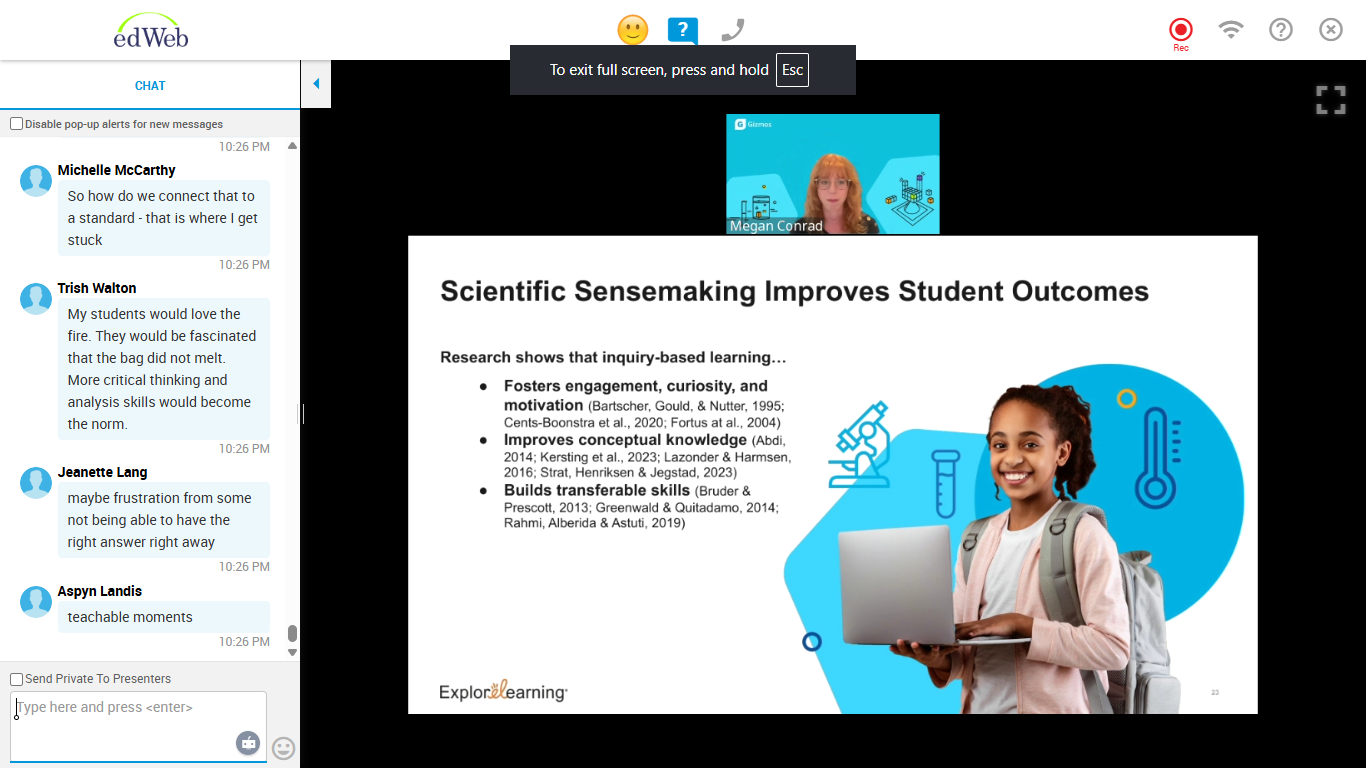 edWeb
?
Rec
To exit full screen, press and hold Esc
CHAT
Disable pop-up alerts for new messages
10:26 PM
Michelle McCarthy
So how do we connect that to
a standard - that is where I get
stuck
10:26 PM
Trish Walton
My students would love the
fire. They would be fascinated
that the bag did not melt.
More critical thinking and
analysis skills would become
the norm.
10:26 PM
Jeanette Lang
maybe frustration from some
not being able to have the
right answer right away
10:26 PM
Aspyn Landis
teachable moments
10:26 PM
Send Private To Presenters
Type here and press <enter>
Gizmos
Megan Conrad
Scientific Sensemaking Improves Student Outcomes
Research shows that inquiry-based learning…
● Fosters engagement, curiosity, and
motivation (Bartscher, Gould, & Nutter, 1995;
Cents-Boonstra et al., 2020; Fortus at al., 2004)
● Improves conceptual knowledge (Abdi,
2014; Kersting et al., 2023; Lazonder & Harmsen,
2016; Strat, Henriksen & Jegstad, 2023)
● Builds transferable skills (Bruder &
Prescott, 2013; Greenwald & Quitadamo, 2014;
Rahmi, Alberida & Astuti, 2019)
ExploreLearning
23